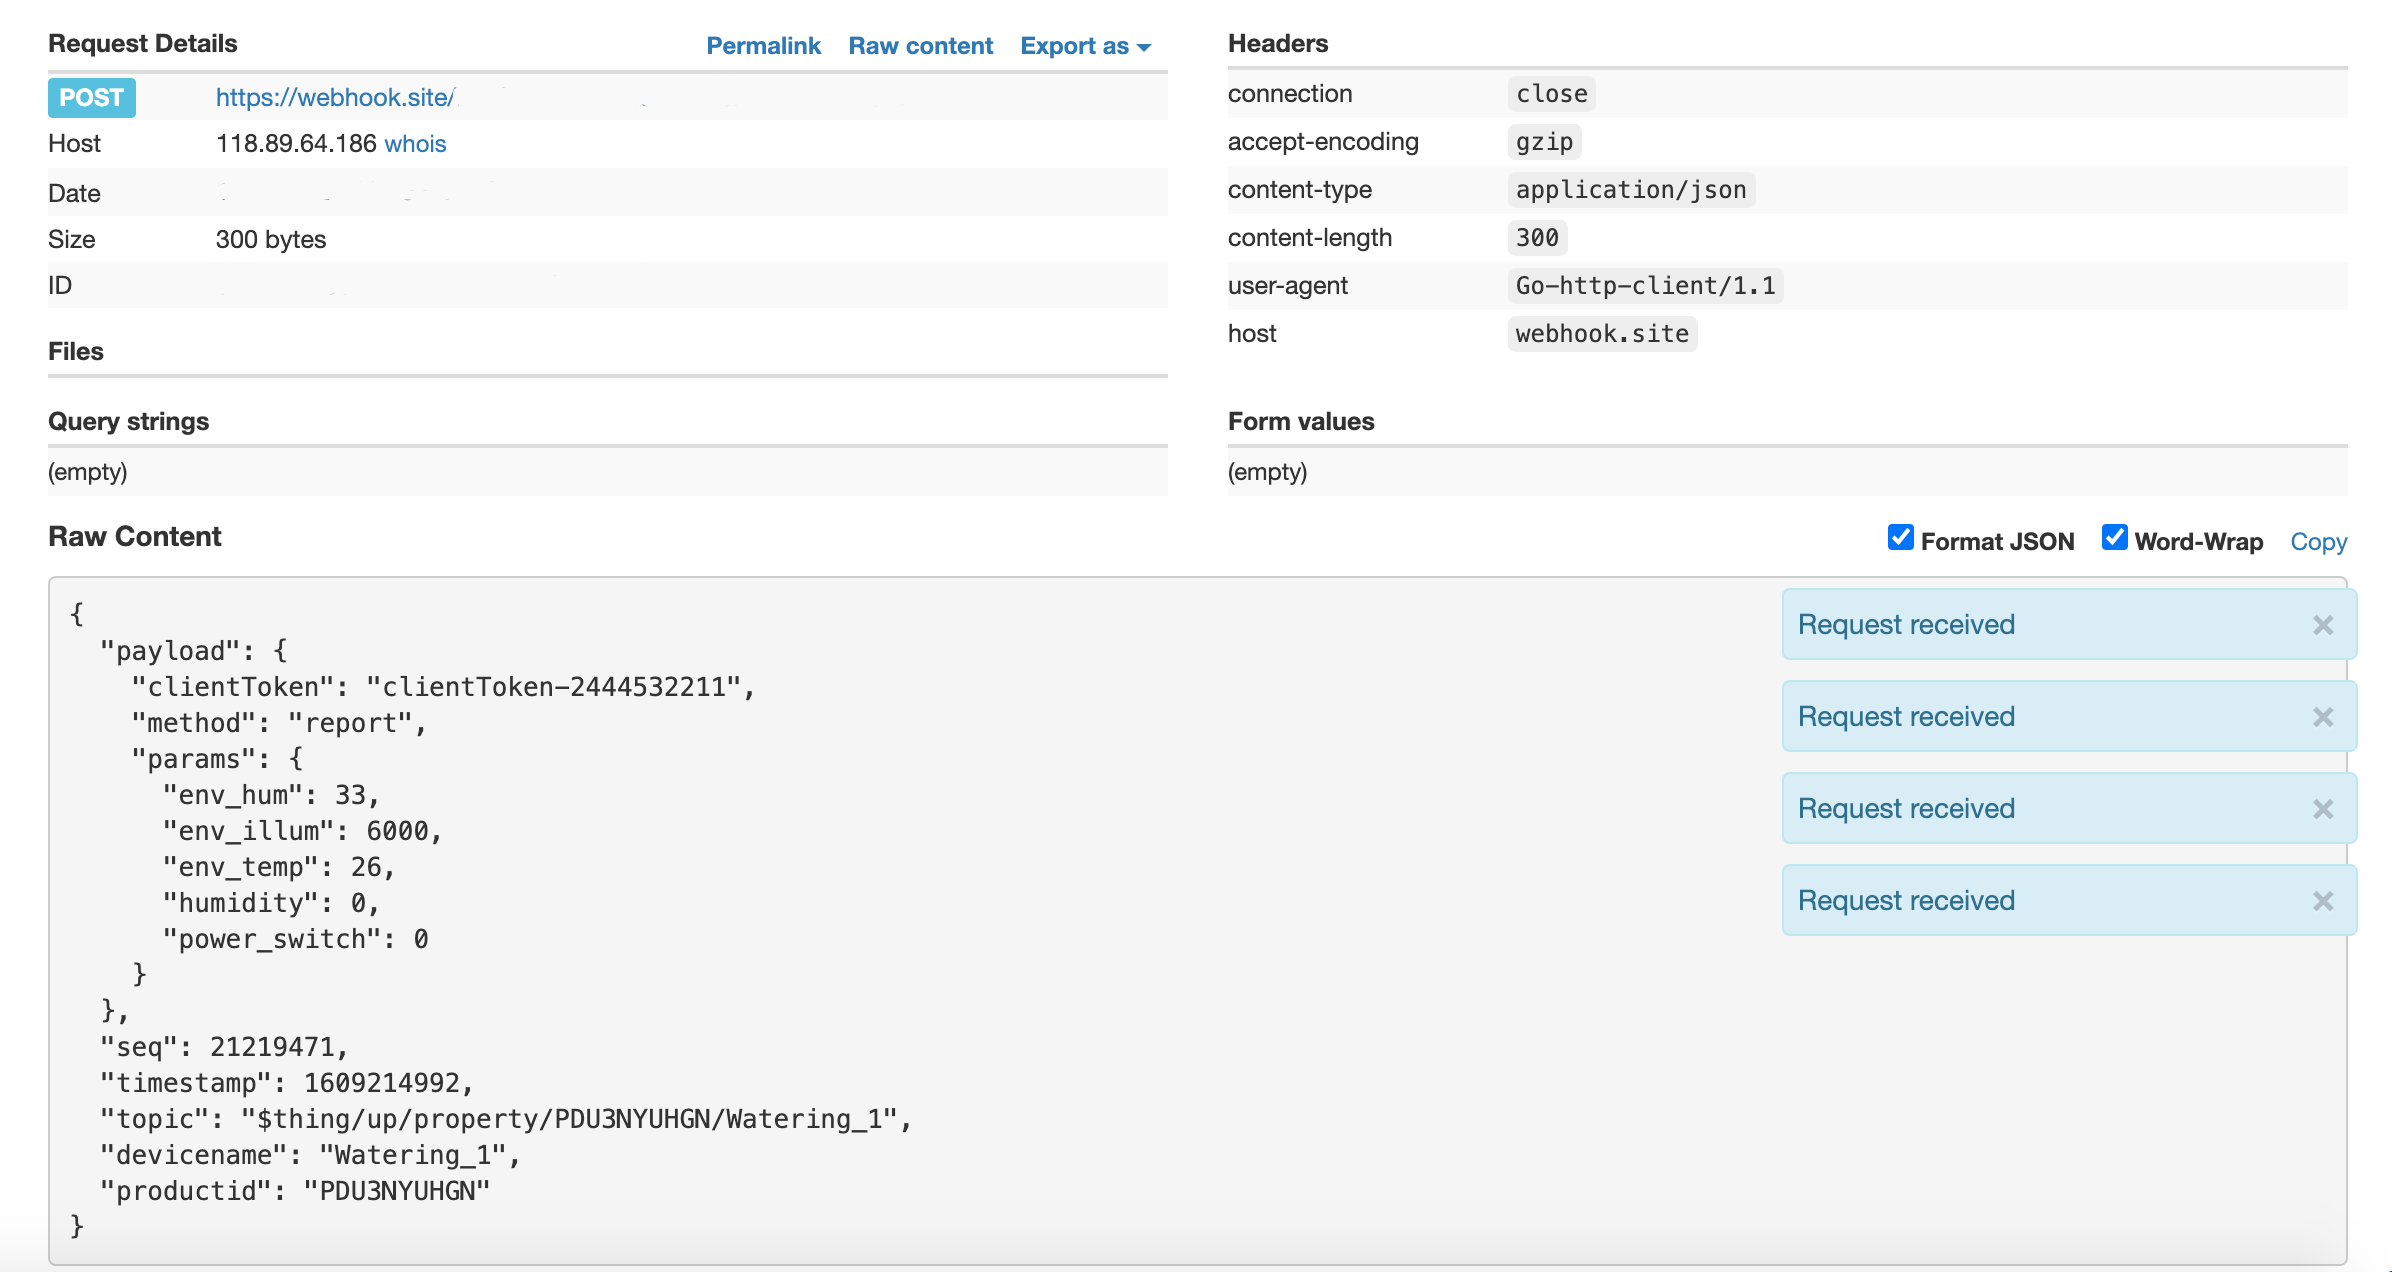 Request Details
Permalink Raw content Export as
POST https://webhook.site/
Host 118.89.64.186 whois
Date
Size 300 bytes
ID
Files
Query strings
(empty)
Headers
connection close
accept-encoding gzip
content-type application/json
content-length 300
user-agent Go-http-client/1.1
host webhook.site
Form values
(empty)
Raw Content
Format JSON Word-Wrap Copy
{
  "payload": {
    "clientToken": "clientToken-2444532211",
    "method": "report",
    "params": {
      "env_hum": 33,
      "env_illum": 6000,
      "env_temp": 26,
      "humidity": 0,
      "power_switch": 0
    }
  },
  "seq": 21219471,
  "timestamp": 1609214992,
  "topic": "$thing/up/property/PDU3NYUHGN/Watering_1",
  "devicename": "Watering_1",
  "productid": "PDU3NYUHGN"
}
Request received
Request received
Request received
Request received